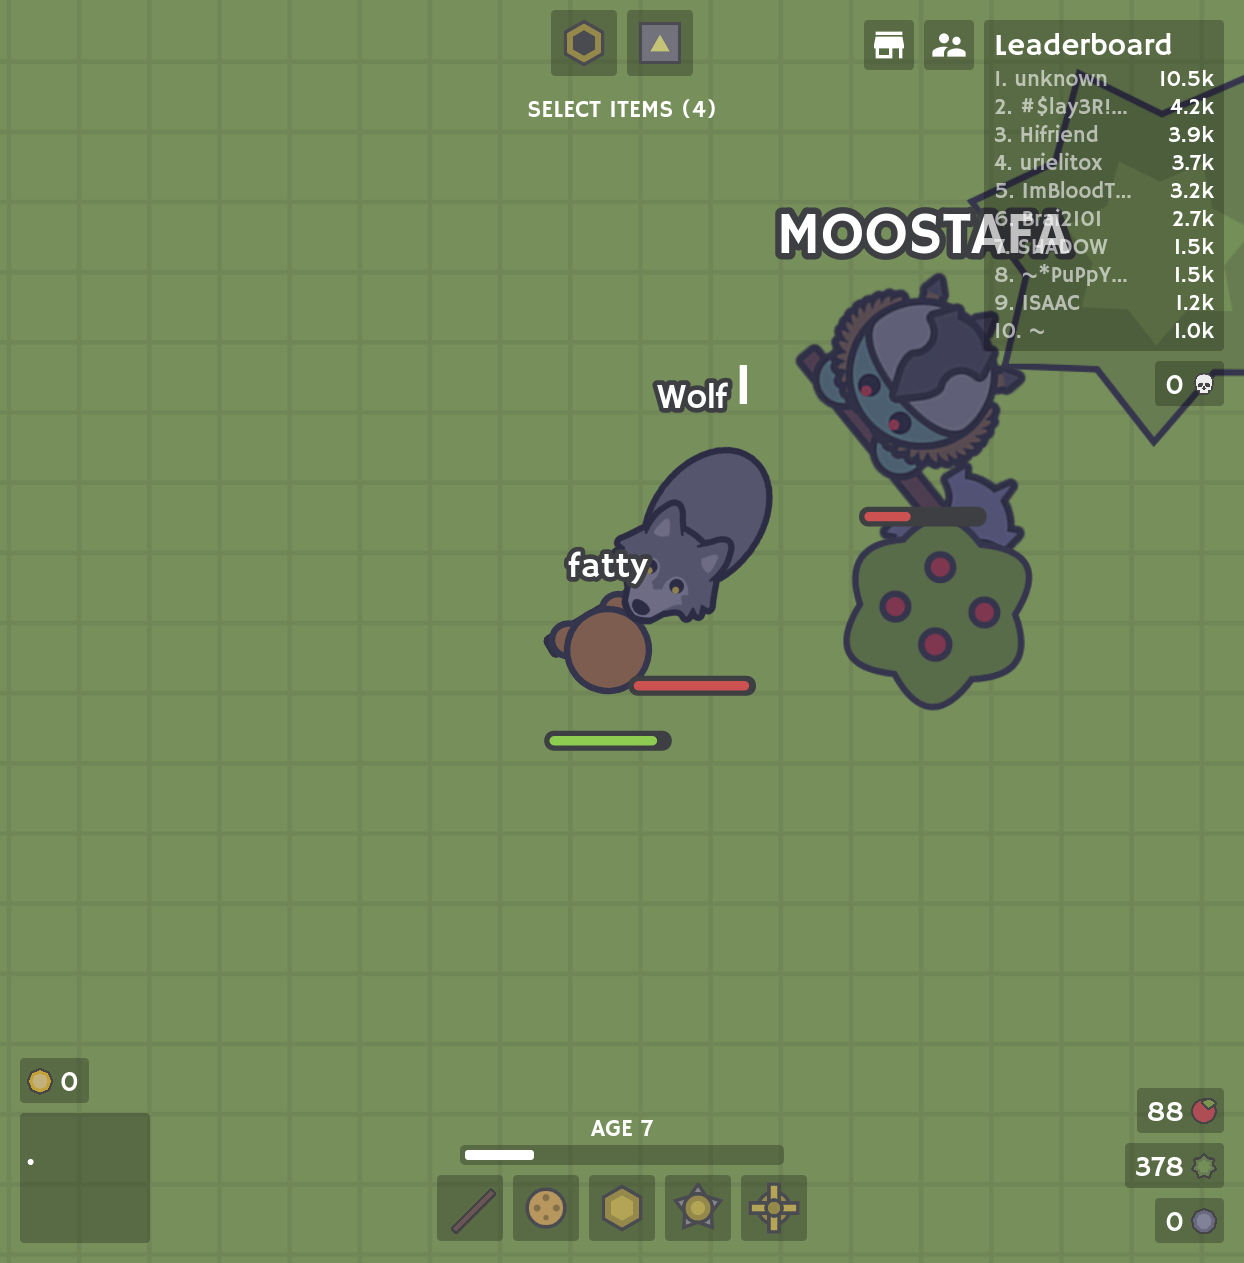 SELECT ITEMS (4)
Leaderboard
1. unknown 10.5k
2. #$lay3R!... 4.2k
3. Hifriend 3.9k
4. urielitox 3.7k
5. ImBloodT... 3.2k
6. Brai2101 2.7k
7. SHADOW 1.5k
8. ~*PuPpY... 1.5k
9. ISAAC 1.2k
10. ~ 1.0k
MOOSTAFA
0
Wolf
fatty
0
AGE 7
88
378
0